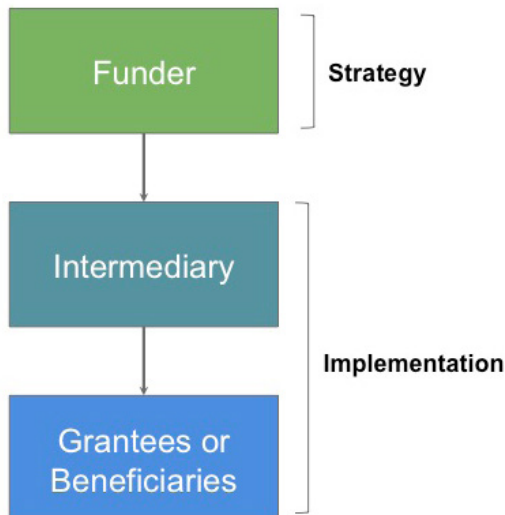 Funder
Strategy
Intermediary
Implementation
Grantees or
Beneficiaries